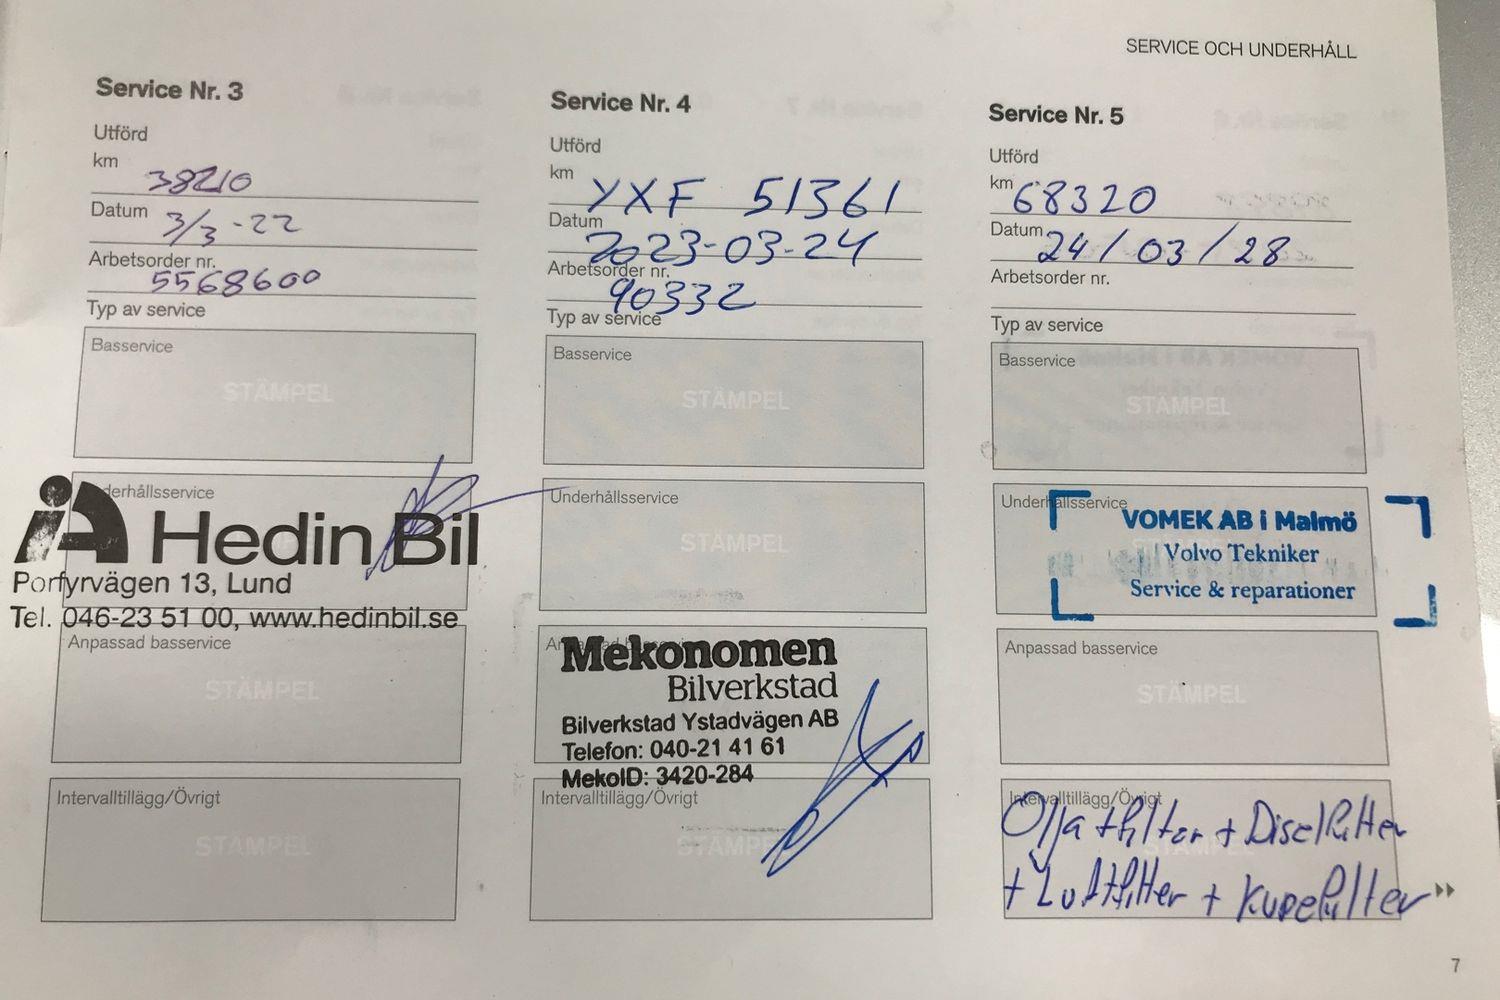 SERVICE OCH UNDERHÅLL
Service Nr. 3
Utförd
km 38210
Datum 3/3-22
Arbetsorder nr. 5568600
Typ av service
Basservice
STÄMPEL
Underhållsservice
Hedin Bil
Porfyrvägen 13, Lund
Tel. 046-23 51 00, www.hedinbil.se
Anpassad basservice
STÄMPEL
Intervalltillägg/Övrigt
STÄMPEL
Service Nr. 4
Utförd
km YXF 51361
Datum 2023-03-24
Arbetsorder nr. 90332
Typ av service
Basservice
STÄMPEL
Underhållsservice
STÄMPEL
Anpassad basservice
Mekonomen
Bilverkstad
Bilverkstad Ystadvägen AB
Telefon: 040-21 41 61
MekoID: 3420-284
Intervalltillägg/Övrigt
STÄMPEL
Service Nr. 5
Utförd
km 68320
Datum 24/03/28
Arbetsorder nr.
Typ av service
Basservice
STÄMPEL
Underhållsservice
VOMEK AB i Malmö
Volvo Tekniker
Service & reparationer
Anpassad basservice
STÄMPEL
Intervalltillägg/Övrigt
Olja + filter + Diselfilter
STÄMPEL
+ Luftfilter + Kupefilter
7